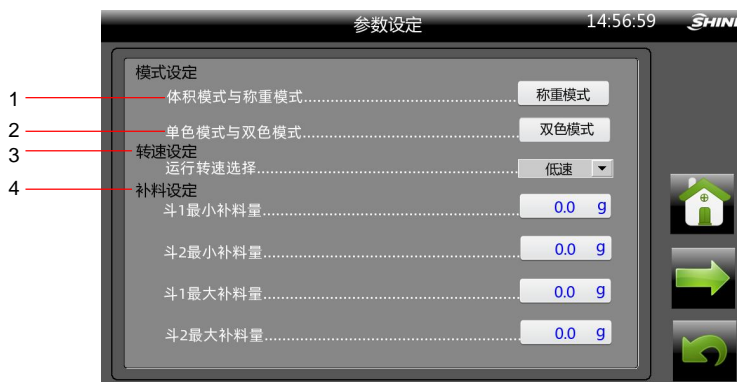 参数设定 14:56:59 SHINI
模式设定
1 体积模式与称重模式 称重模式
2 单色模式与双色模式 双色模式
3 转速设定
运行转速选择 低速
4 补料设定
斗1最小补料量 0.0 g
斗2最小补料量 0.0 g
斗1最大补料量 0.0 g
斗2最大补料量 0.0 g